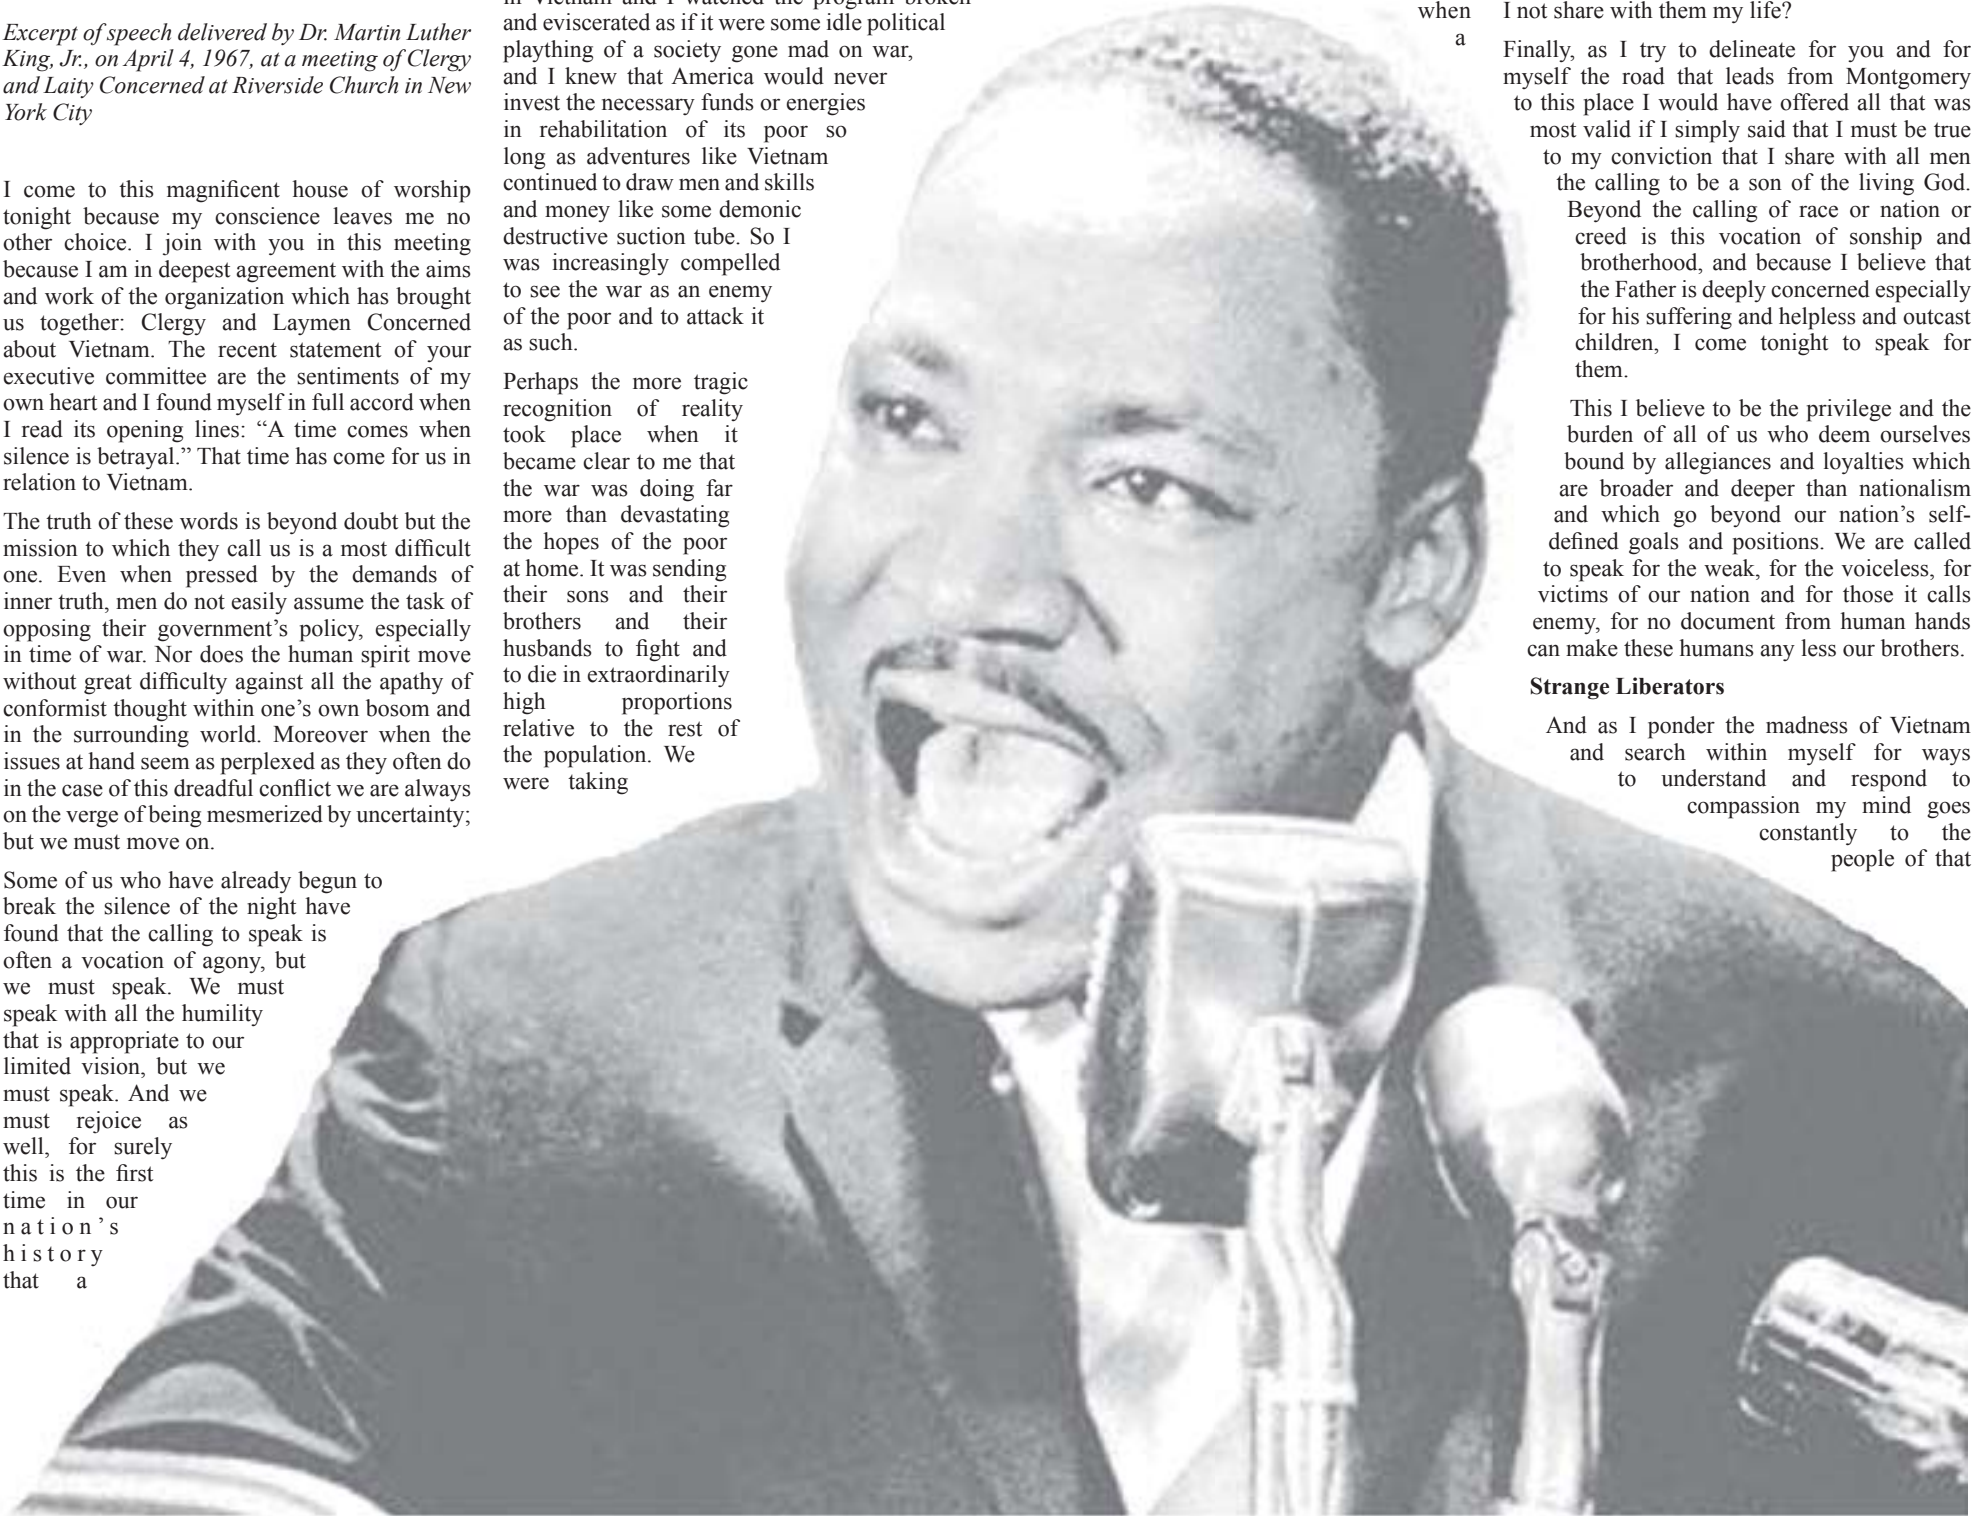 Excerpt of speech delivered by Dr. Martin Luther
King, Jr., on April 4, 1967, at a meeting of Clergy
and Laity Concerned at Riverside Church in New
York City
I come to this magnificent house of worship
tonight because my conscience leaves me no
other choice. I join with you in this meeting
because I am in deepest agreement with the aims
and work of the organization which has brought
us together: Clergy and Laymen Concerned
about Vietnam. The recent statement of your
executive committee are the sentiments of my
own heart and I found myself in full accord when
I read its opening lines: “A time comes when
silence is betrayal.” That time has come for us in
relation to Vietnam.
The truth of these words is beyond doubt but the
mission to which they call us is a most difficult
one. Even when pressed by the demands of
inner truth, men do not easily assume the task of
opposing their government’s policy, especially
in time of war. Nor does the human spirit move
without great difficulty against all the apathy of
conformist thought within one’s own bosom and
in the surrounding world. Moreover when the
issues at hand seem as perplexed as they often do
in the case of this dreadful conflict we are always
on the verge of being mesmerized by uncertainty;
but we must move on.
Some of us who have already begun to
break the silence of the night have
found that the calling to speak is
often a vocation of agony, but
we must speak. We must
speak with all the humility
that is appropriate to our
limited vision, but we
must speak. And we
must rejoice as
well, for surely
this is the first
time in our
nation’s
history
that a
in Vietnam and I watched the program broken
and eviscerated as if it were some idle political
plaything of a society gone mad on war,
and I knew that America would never
invest the necessary funds or energies
in rehabilitation of its poor so
long as adventures like Vietnam
continued to draw men and skills
and money like some demonic
destructive suction tube. So I
was increasingly compelled
to see the war as an enemy
of the poor and to attack it
as such.
Perhaps the more tragic
recognition of reality
took place when it
became clear to me that
the war was doing far
more than devastating
the hopes of the poor
at home. It was sending
their sons and their
brothers and their
husbands to fight and
to die in extraordinarily
high proportions
relative to the rest of
the population. We
were taking
when
a
I not share with them my life?
Finally, as I try to delineate for you and for
myself the road that leads from Montgomery
to this place I would have offered all that was
most valid if I simply said that I must be true
to my conviction that I share with all men
the calling to be a son of the living God.
Beyond the calling of race or nation or
creed is this vocation of sonship and
brotherhood, and because I believe that
the Father is deeply concerned especially
for his suffering and helpless and outcast
children, I come tonight to speak for
them.
This I believe to be the privilege and the
burden of all of us who deem ourselves
bound by allegiances and loyalties which
are broader and deeper than nationalism
and which go beyond our nation’s self-
defined goals and positions. We are called
to speak for the weak, for the voiceless, for
victims of our nation and for those it calls
enemy, for no document from human hands
can make these humans any less our brothers.
Strange Liberators
And as I ponder the madness of Vietnam
and search within myself for ways
to understand and respond to
compassion my mind goes
constantly to the
people of that